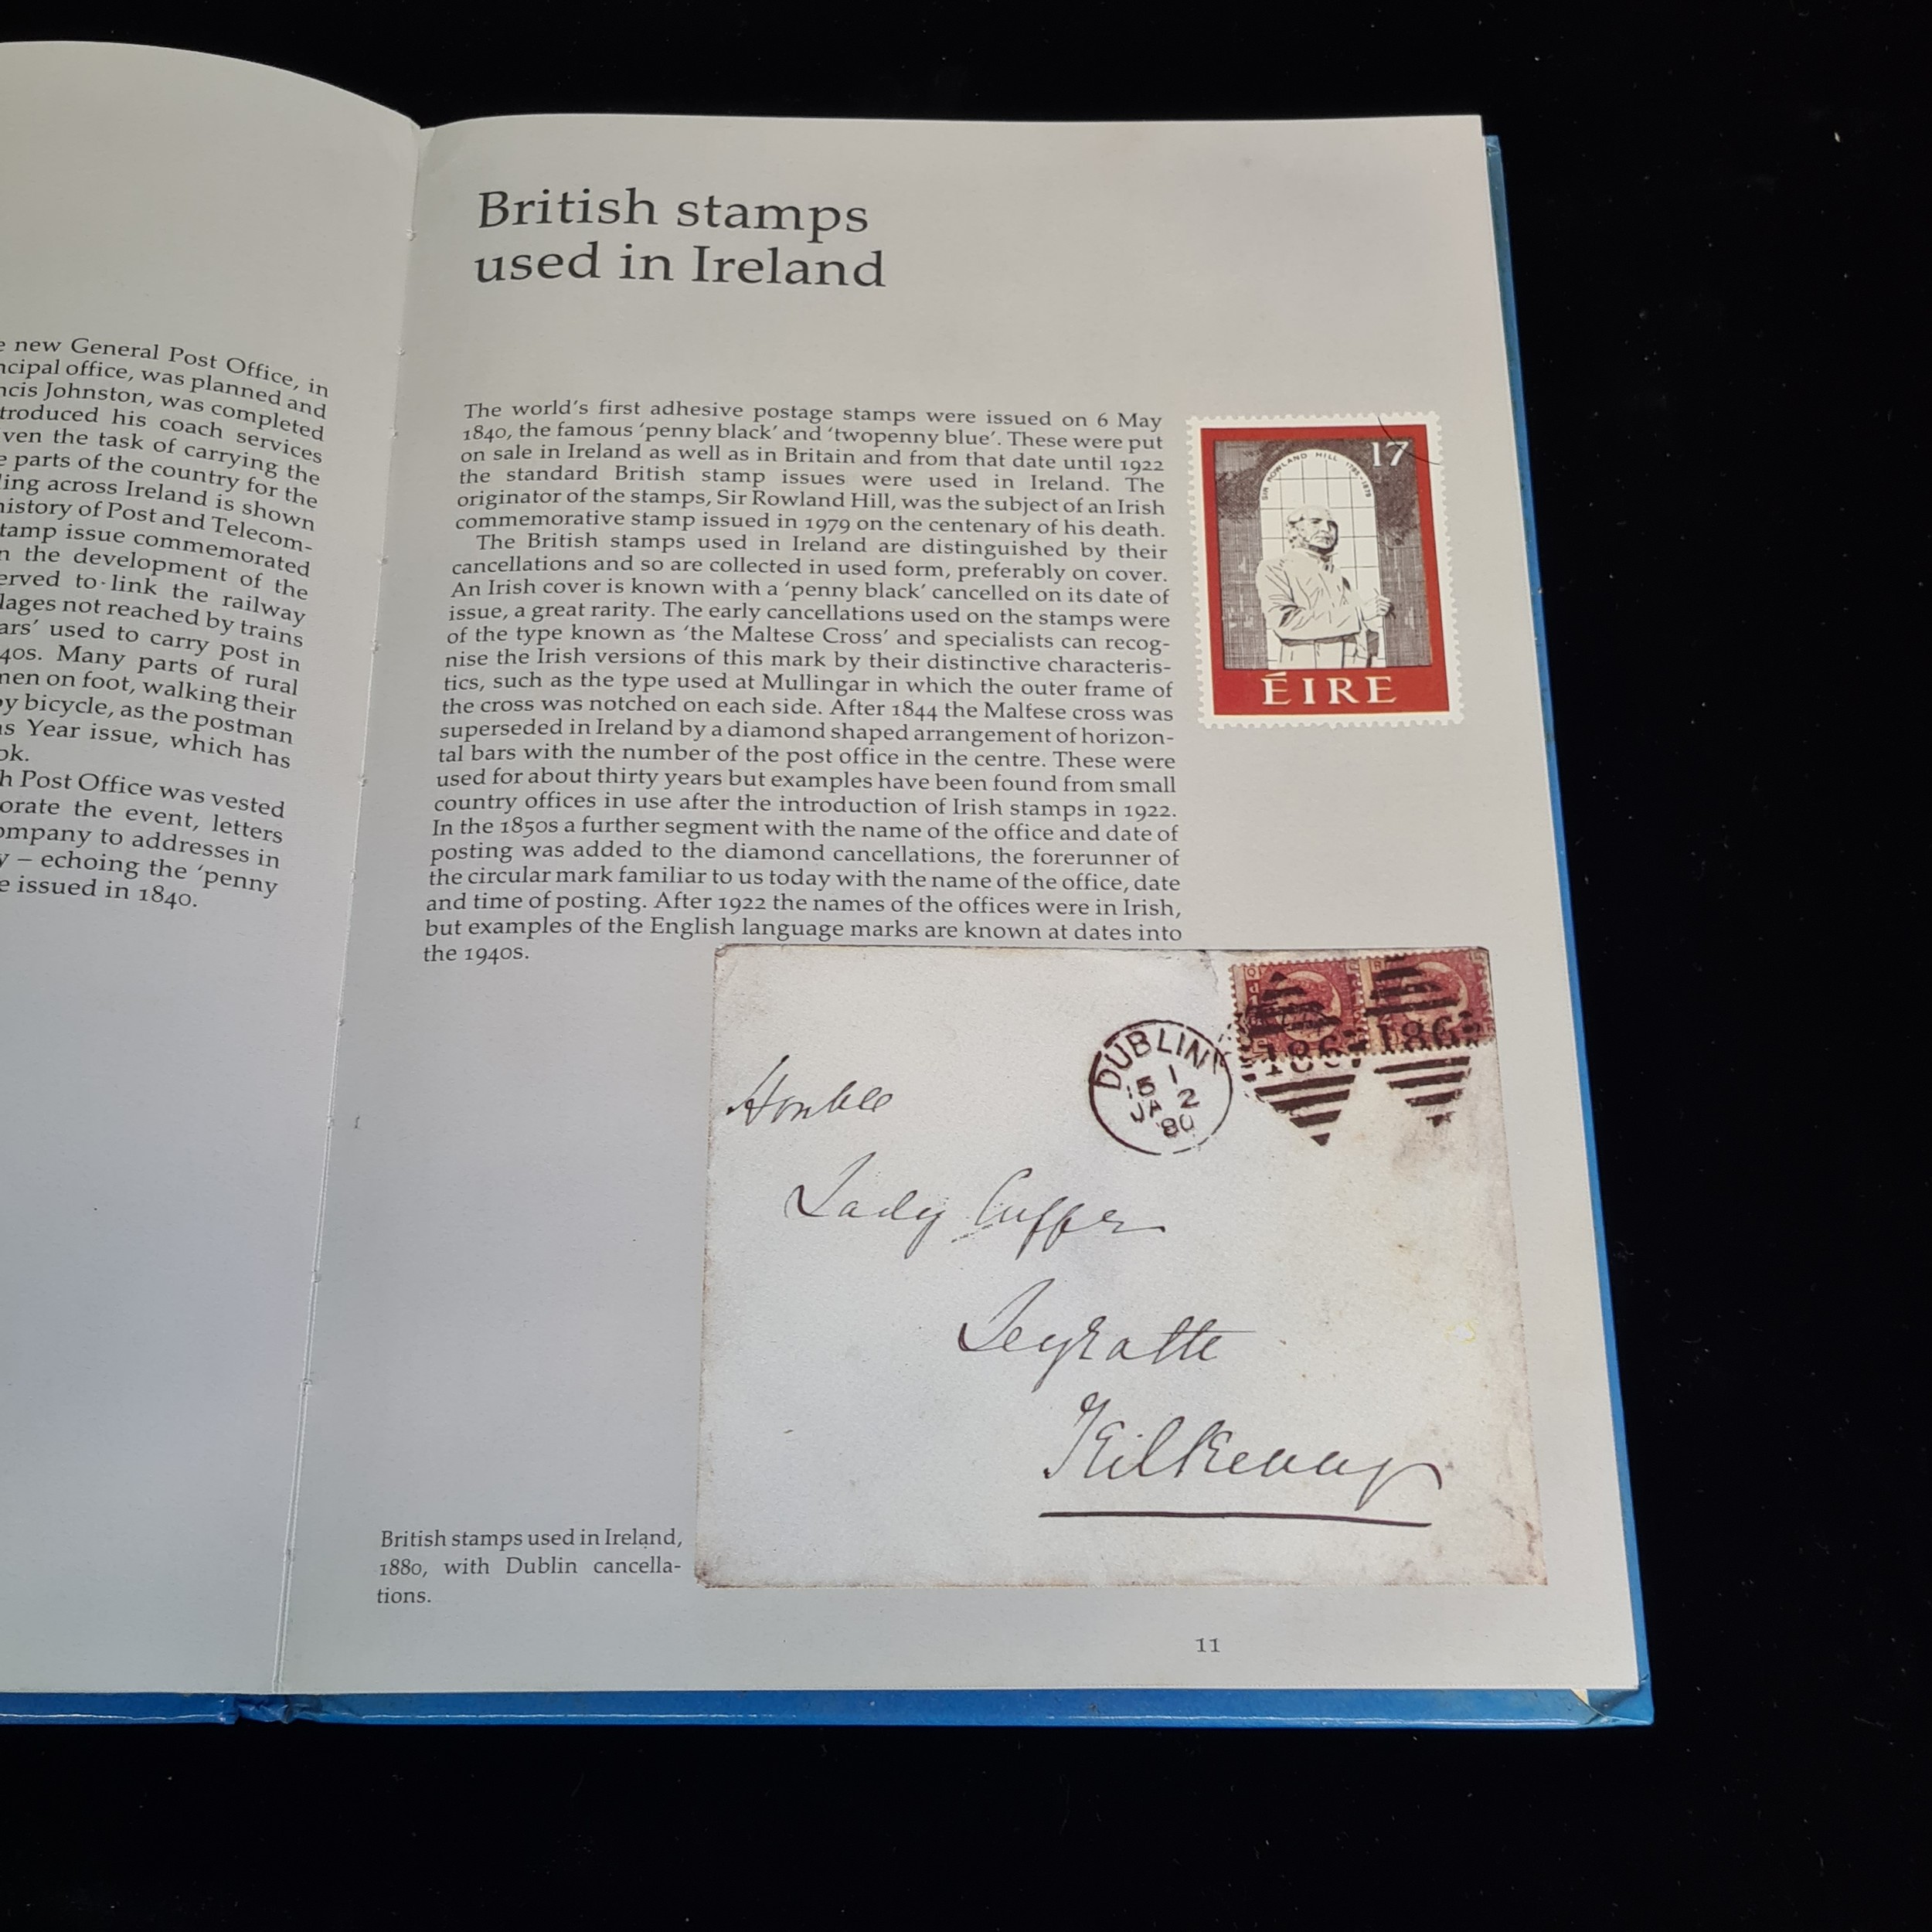 e new General Post Office, in
ncipal office, was planned and
ncis Johnston, was completed
troduced his coach services
ven the task of carrying the
e parts of the country for the
ling across Ireland is shown
history of Post and Telecom-
tamp issue commemorated
n the development of the
erved to link the railway
lages not reached by trains
ars’ used to carry post in
40s. Many parts of rural
men on foot, walking their
by bicycle, as the postman
as Year issue, which has
ok.
h Post Office was vested
orate the event, letters
ompany to addresses in
y – echoing the ‘penny
e issued in 1840.
British stamps
used in Ireland
The world’s first adhesive postage stamps were issued on 6 May
1840, the famous ‘penny black’ and ‘twopenny blue’. These were put
on sale in Ireland as well as in Britain and from that date until 1922
the standard British stamp issues were used in Ireland. The
originator of the stamps, Sir Rowland Hill, was the subject of an Irish
commemorative stamp issued in 1979 on the centenary of his death.
The British stamps used in Ireland are distinguished by their
cancellations and so are collected in used form, preferably on cover.
An Irish cover is known with a ‘penny black’ cancelled on its date of
issue, a great rarity. The early cancellations used on the stamps were
of the type known as ‘the Maltese Cross’ and specialists can recog-
nise the Irish versions of this mark by their distinctive characteris-
tics, such as the type used at Mullingar in which the outer frame of
the cross was notched on each side. After 1844 the Maltese cross was
superseded in Ireland by a diamond shaped arrangement of horizon-
tal bars with the number of the post office in the centre. These were
used for about thirty years but examples have been found from small
country offices in use after the introduction of Irish stamps in 1922.
In the 1850s a further segment with the name of the office and date of
posting was added to the diamond cancellations, the forerunner of
the circular mark familiar to us today with the name of the office, date
and time of posting. After 1922 the names of the offices were in Irish,
but examples of the English language marks are known at dates into
the 1940s.
17
SIR ROWLAND HILL 1795-1879
ÉIRE
DUBLIN
1
5 2
JA
80
186
186
Honble
Lady Cuffe
Kilkenny
British stamps used in Ireland,
1880, with Dublin cancella-
tions.
11